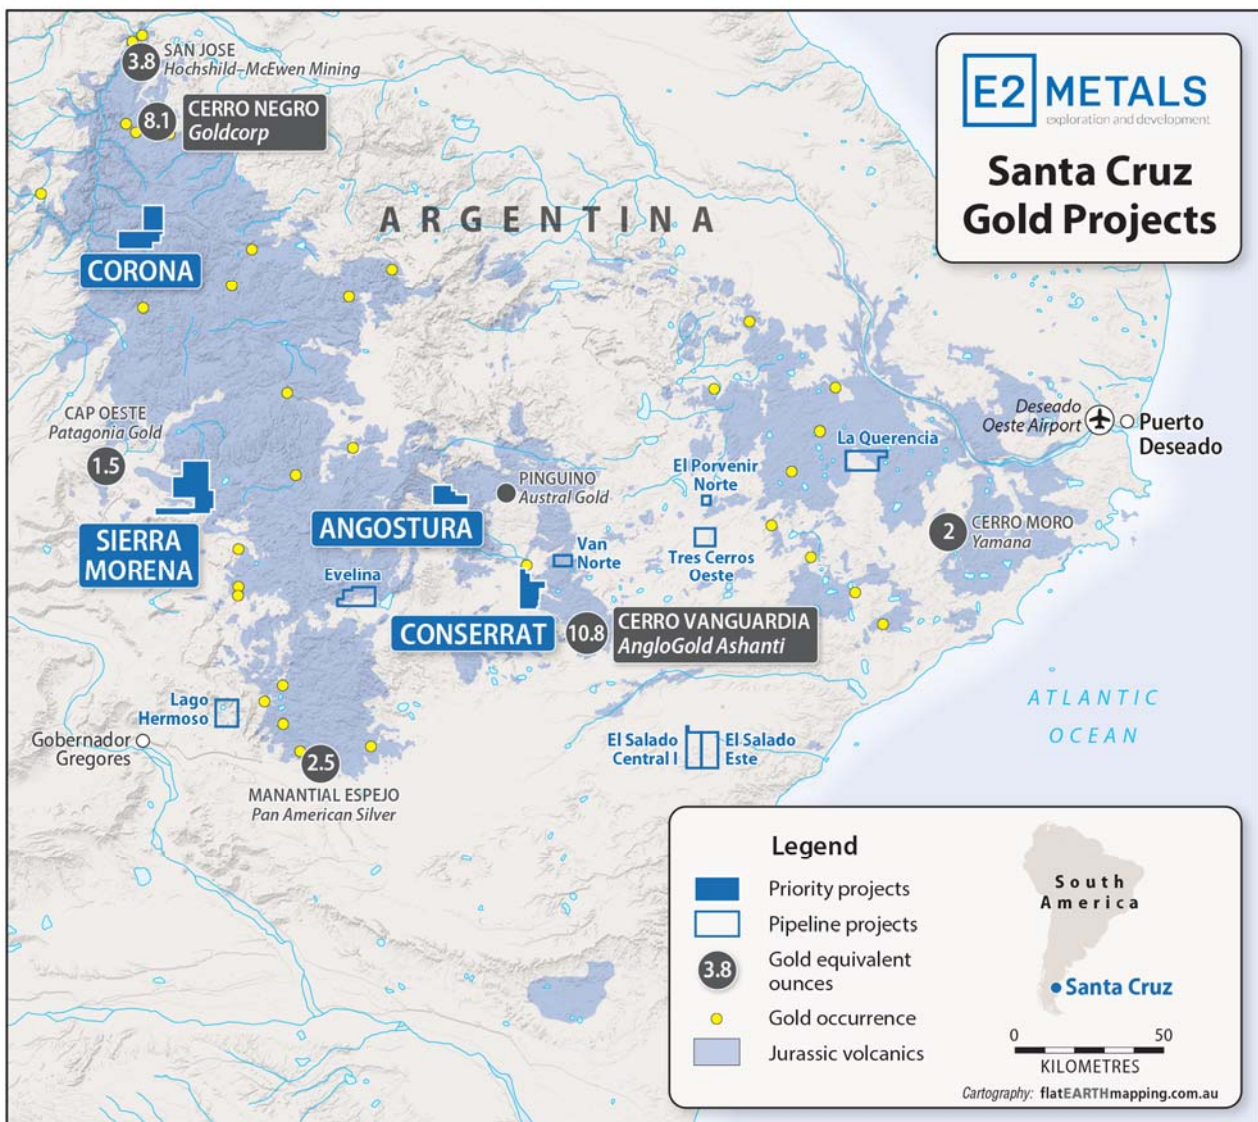 SAN JOSE
Hochshild–McEwen Mining
3.8
CERRO NEGRO
Goldcorp
8.1
E2 METALS
exploration and development
Santa Cruz
Gold Projects
ARGENTINA
CORONA
CAP OESTE
Patagonia Gold
1.5
SIERRA
MORENA
ANGOSTURA
PINGUINO
Austral Gold
Van
Norte
Evelina
CONSERRAT
10.8
CERRO VANGUARDIA
AngloGold Ashanti
El Porvenir
Norte
Tres Cerros
Oeste
La Querencia
Deseado
Oeste Airport
Puerto
Deseado
2
CERRO MORO
Yamana
Lago
Hermoso
Gobernador
Gregores
2.5
MANANTIAL ESPEJO
Pan American Silver
El Salado
Central I
El Salado
Este
ATLANTIC
OCEAN
Legend
Priority projects
Pipeline projects
3.8
Gold equivalent
ounces
Gold occurrence
Jurassic volcanics
South
America
Santa Cruz
0 50
KILOMETRES
Cartography: flatEARTHmapping.com.au